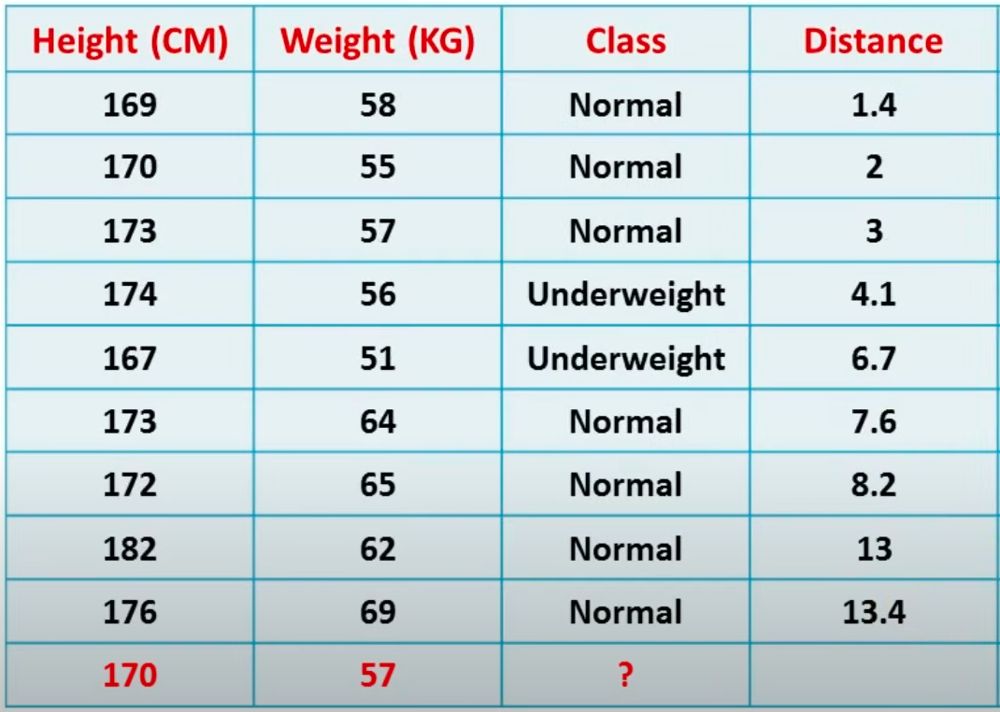 Height (CM) Weight (KG) Class Distance
169 58 Normal 1.4
170 55 Normal 2
173 57 Normal 3
174 56 Underweight 4.1
167 51 Underweight 6.7
173 64 Normal 7.6
172 65 Normal 8.2
182 62 Normal 13
176 69 Normal 13.4
170 57 ?